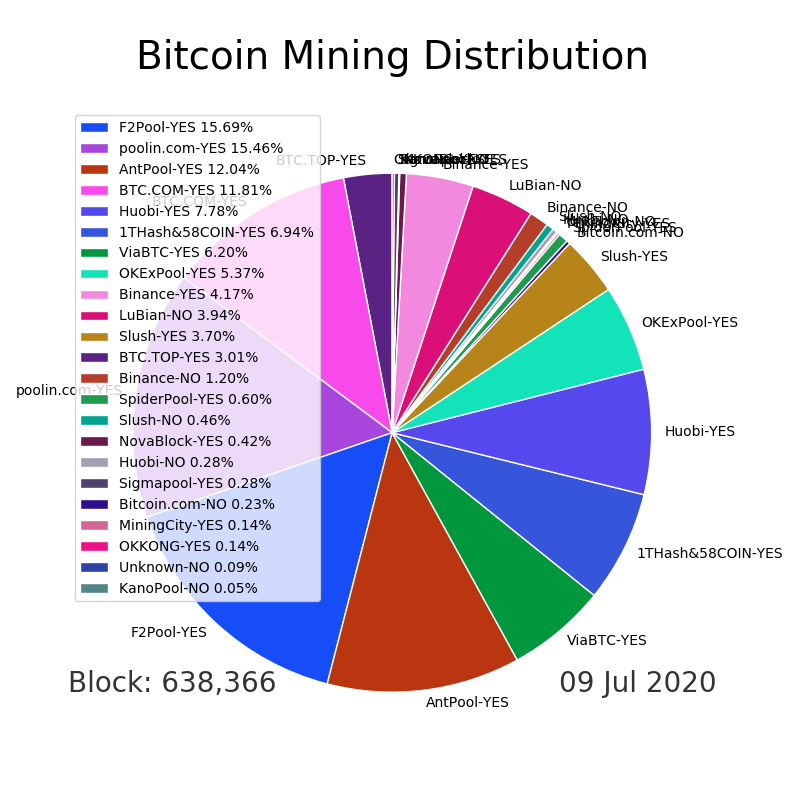 Bitcoin Mining Distribution
F2Pool-YES 15.69%
poolin.com-YES 15.46%
AntPool-YES 12.04%
BTC.COM-YES 11.81%
Huobi-YES 7.78%
1THash&58COIN-YES 6.94%
ViaBTC-YES 6.20%
OKExPool-YES 5.37%
Binance-YES 4.17%
LuBian-NO 3.94%
Slush-YES 3.70%
BTC.TOP-YES 3.01%
Binance-NO 1.20%
SpiderPool-YES 0.60%
Slush-NO 0.46%
NovaBlock-YES 0.42%
Huobi-NO 0.28%
Sigmapool-YES 0.28%
Bitcoin.com-NO 0.23%
MiningCity-YES 0.14%
OKKONG-YES 0.14%
Unknown-NO 0.09%
KanoPool-NO 0.05%
BTC.TOP-YES
Binance-YES
LuBian-NO
Binance-NO
Slush-NO
SpiderPool-YES
Bitcoin.com-NO
Slush-YES
OKExPool-YES
Huobi-YES
1THash&58COIN-YES
ViaBTC-YES
AntPool-YES
F2Pool-YES
poolin.com-YES
BTC.COM-YES
Block: 638,366
09 Jul 2020